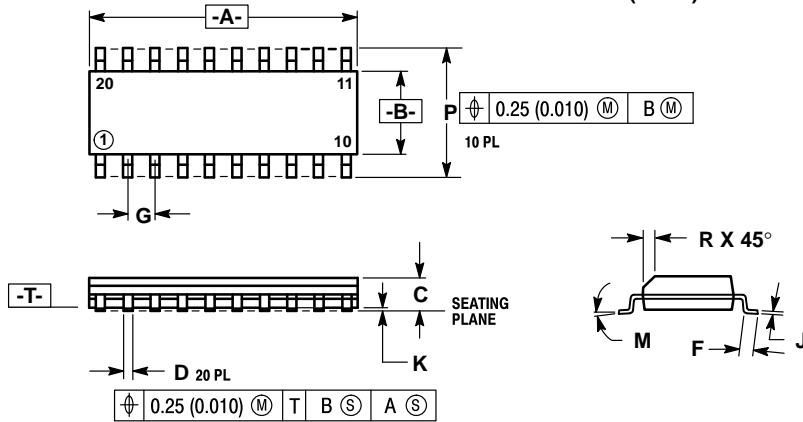 -A-
20 11
-B-
P
⌖ 0.25 (0.010) Ⓜ B Ⓜ
10 PL
① 10
G
R X 45°
-T-
C
SEATING
PLANE
K
M
F
J
D 20 PL
⌖ 0.25 (0.010) Ⓜ T B Ⓢ A Ⓢ